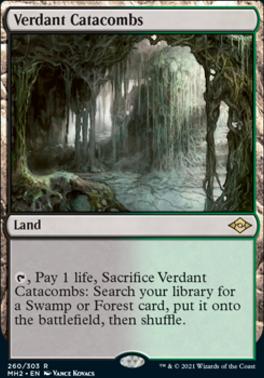 Verdant Catacombs
Land
, Pay 1 life, Sacrifice Verdant
Catacombs: Search your library
for a Swamp or Forest card, put it onto
the battlefield, then shuffle.
260/303 R
MH2 • EN VANCE KOVACS
™ & © 2021 Wizards of the Coast